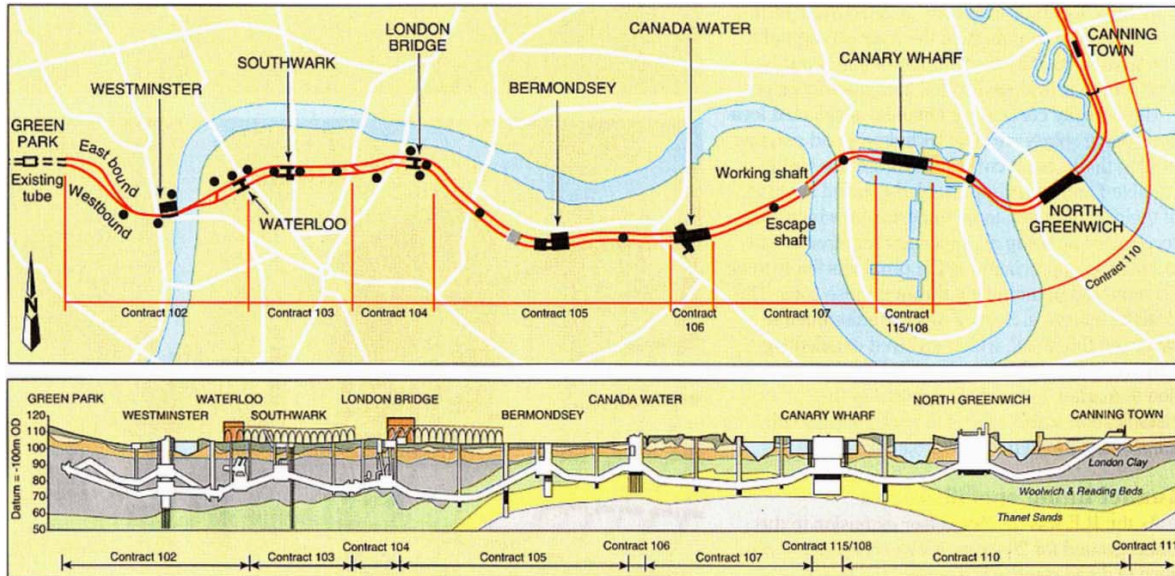 LONDON
BRIDGE
CANADA WATER
CANNING
TOWN
SOUTHWARK
CANARY WHARF
WESTMINSTER
BERMONDSEY
GREEN
PARK
East bound
Existing
tube
Westbound
WATERLOO
Working shaft
Escape
shaft
NORTH
GREENWICH
N
Contract 102
Contract 103
Contract 104
Contract 105
Contract
106
Contract 107
Contract
115/108
Contract 110
GREEN PARK
WESTMINSTER
WATERLOO
SOUTHWARK
LONDON BRIDGE
BERMONDSEY
CANADA WATER
CANARY WHARF
NORTH GREENWICH
CANNING TOWN
Datum = -100m OD
120
110
100
90
80
70
60
50
London Clay
Woolwich & Reading Beds
Thanet Sands
Contract 102
Contract 103
Contract 104
Contract 105
Contract 106
Contract 107
Contract 115/108
Contract 110
Contract 111